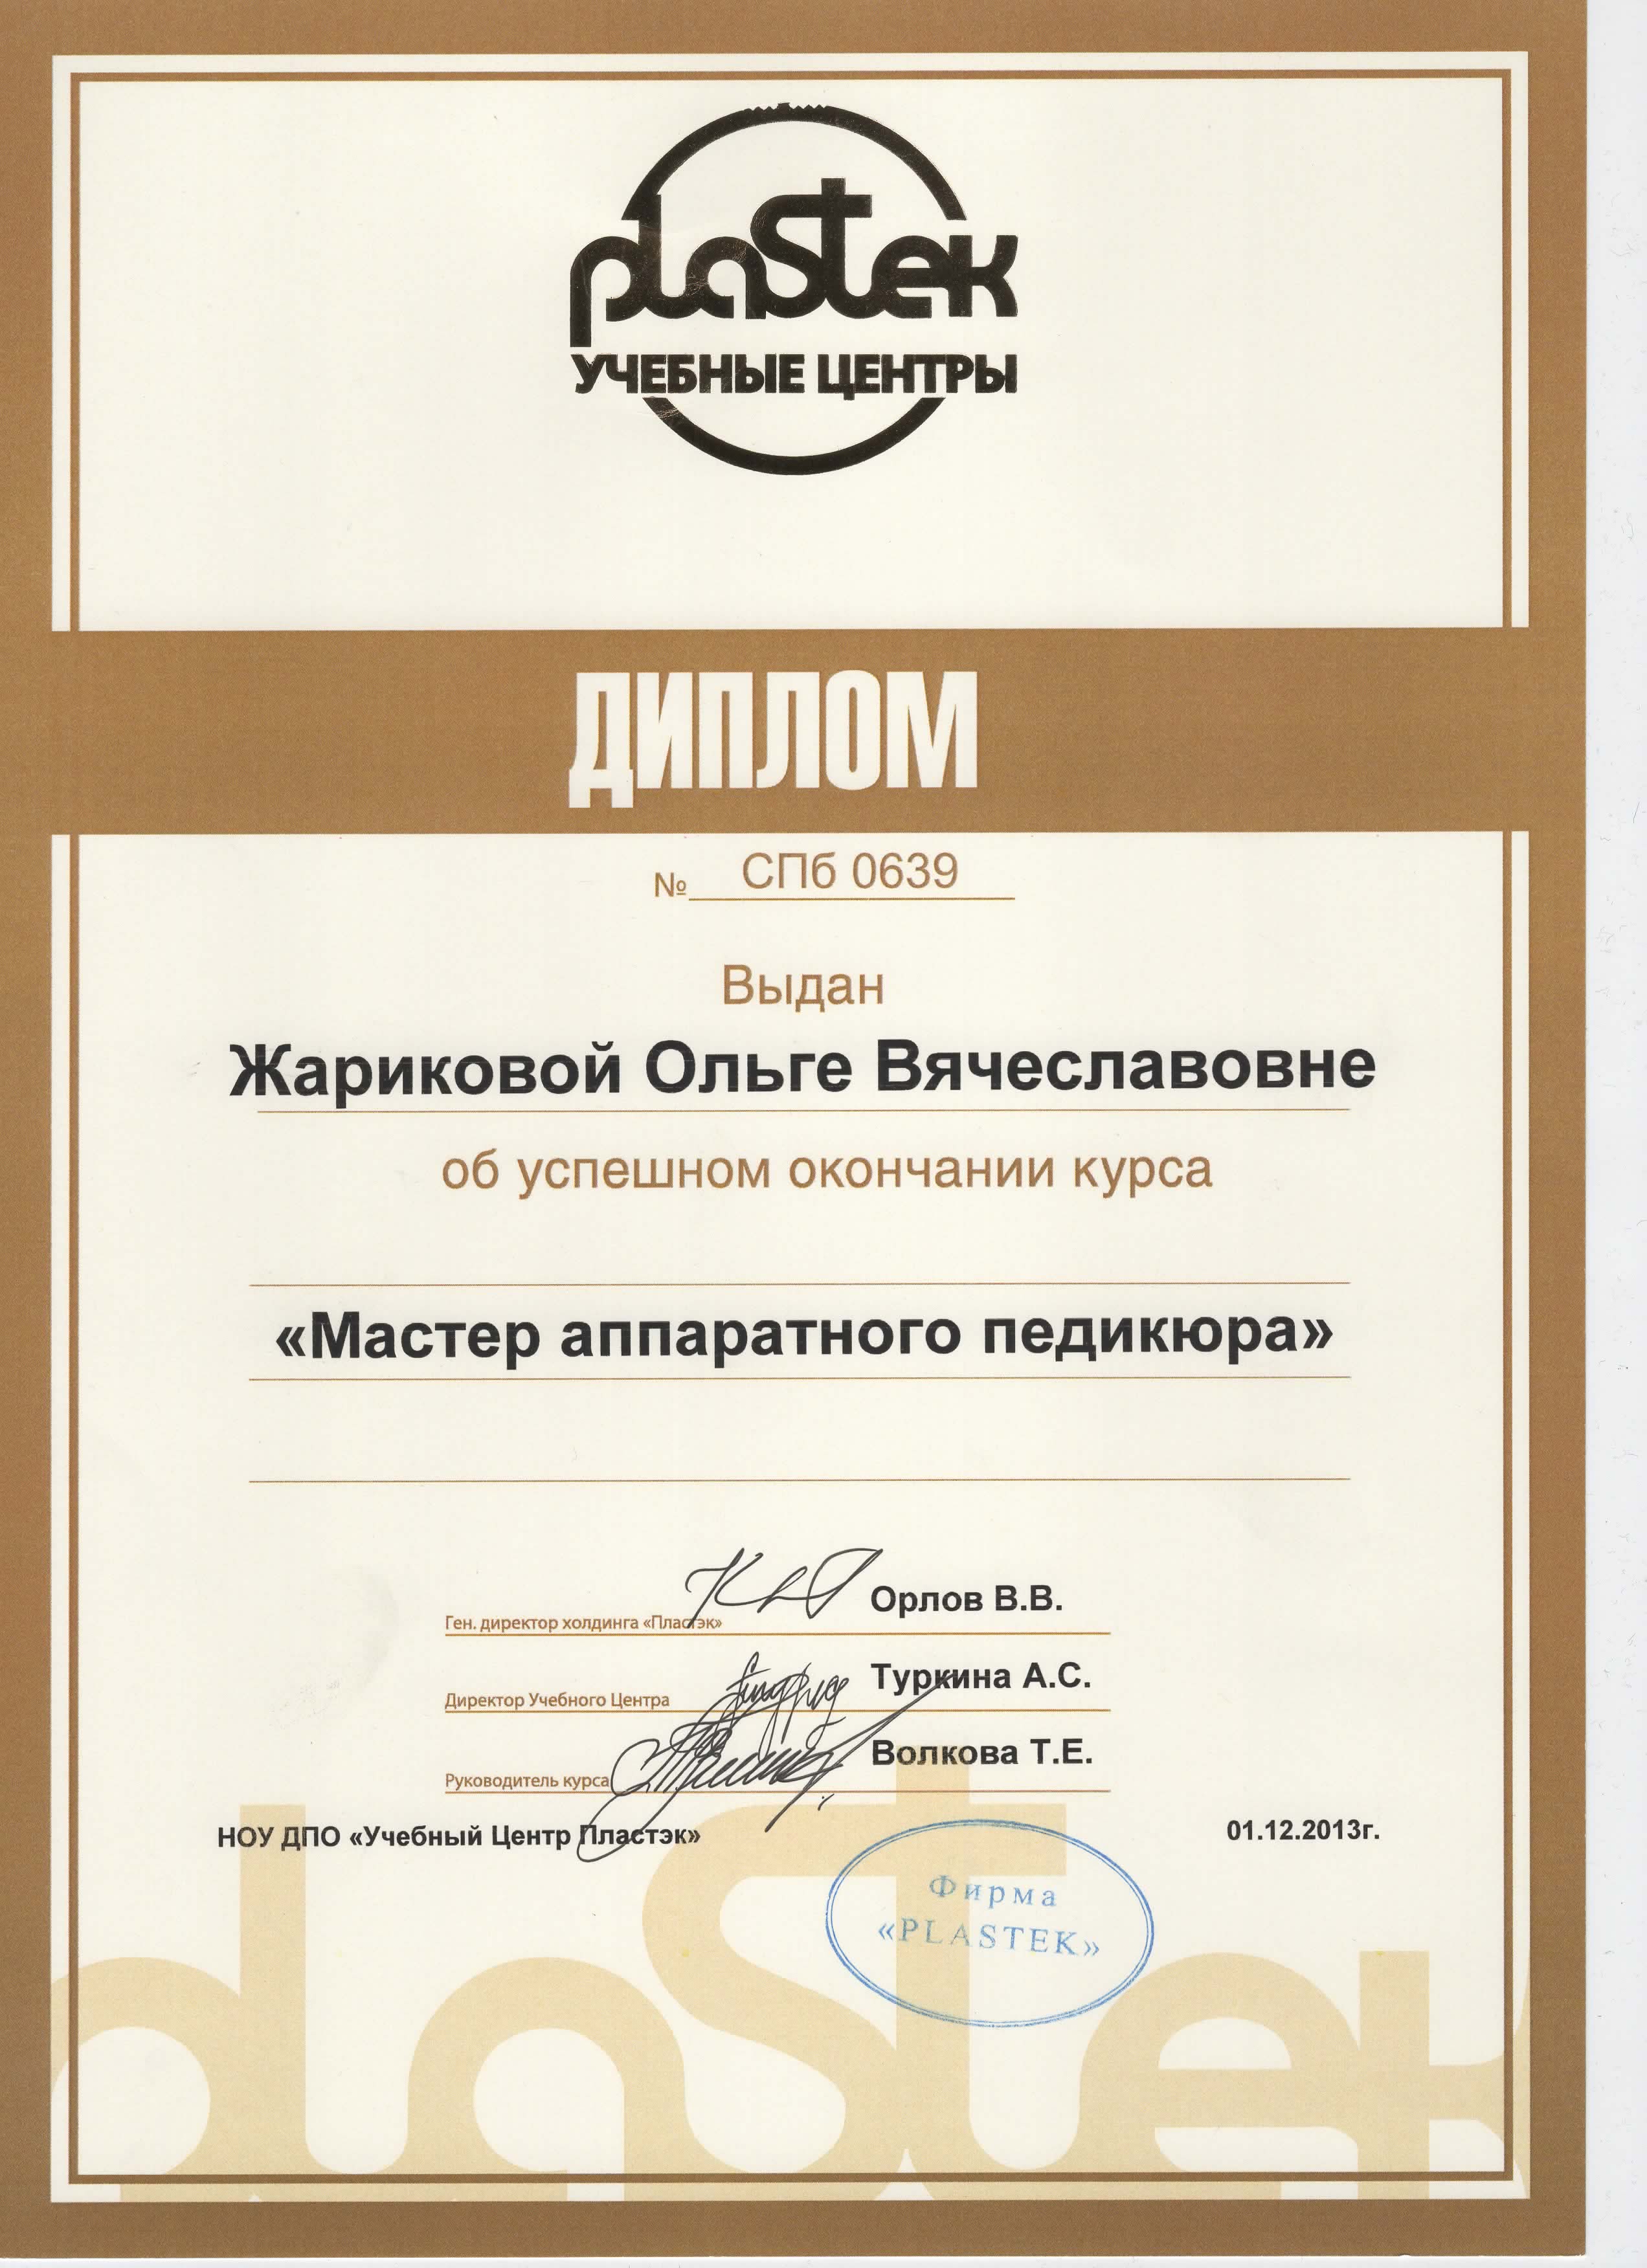 plastek
УЧЕБНЫЕ ЦЕНТРЫ
ДИПЛОМ
№ СПб 0639
Выдан
Жариковой Ольге Вячеславовне
об успешном окончании курса
«Мастер аппаратного педикюра»
Ген. директор холдинга «Пластэк» Орлов В.В.
Директор Учебного Центра Туркина А.С.
Руководитель курса Волкова Т.Е.
НОУ ДПО «Учебный Центр Пластэк» 01.12.2013г.
Фирма
«PLASTEK»
plastek